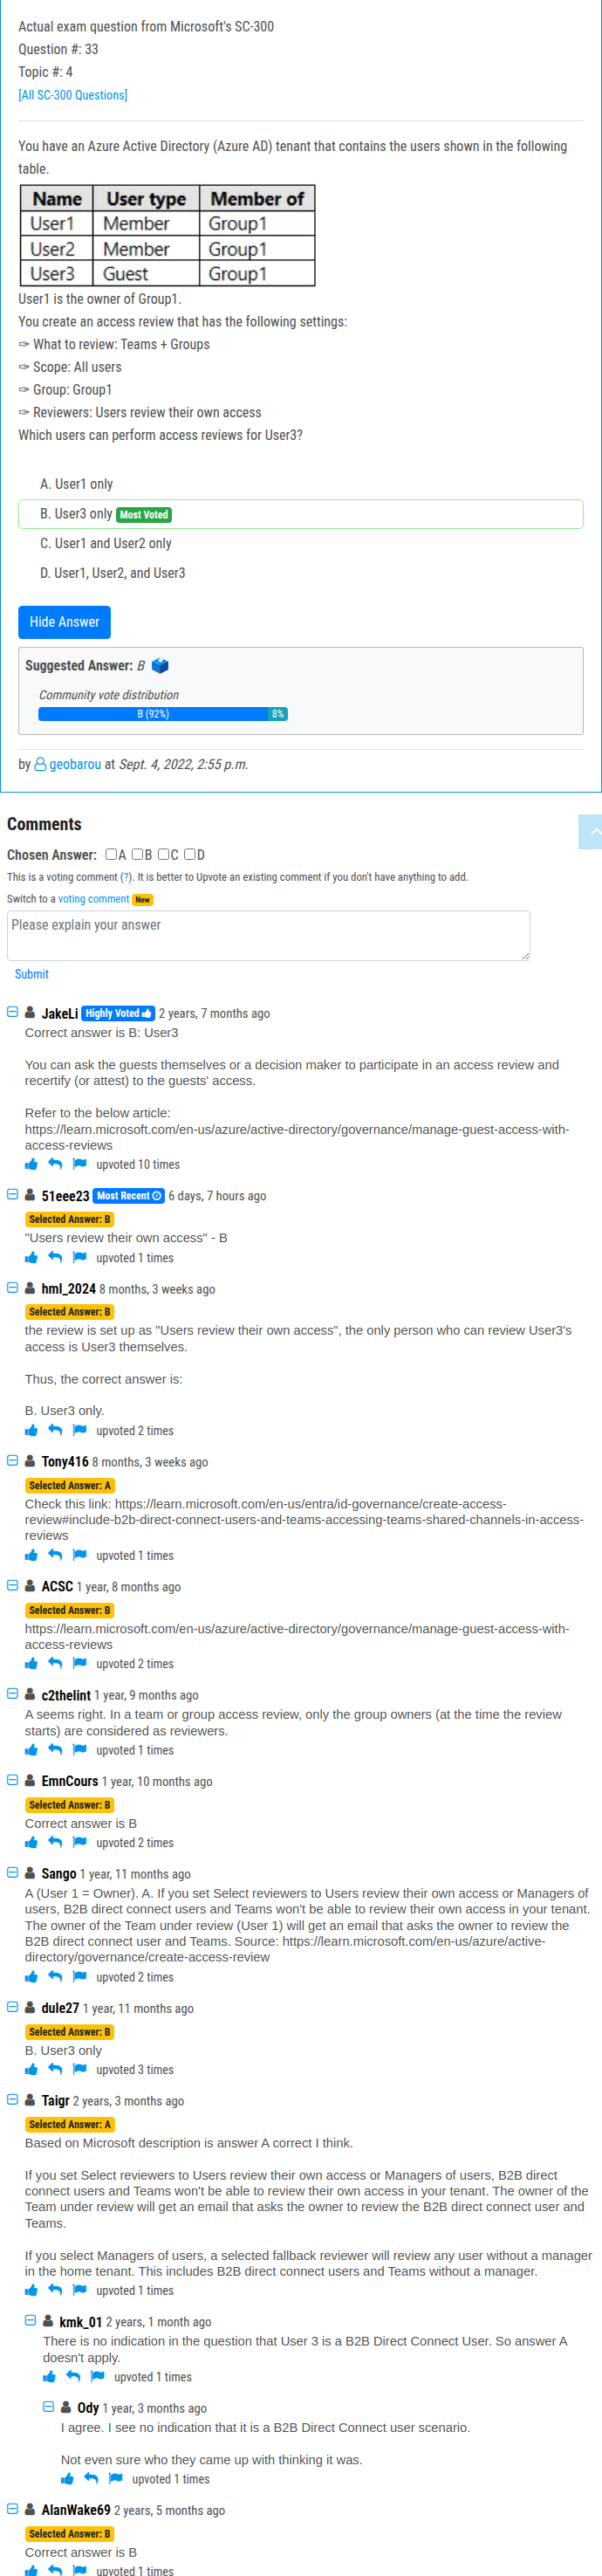 Actual exam question from Microsoft's SC-300
Question #: 33
Topic #: 4
[All SC-300 Questions]
You have an Azure Active Directory (Azure AD) tenant that contains the users shown in the following
table.
Name User type Member of
User1 Member Group1
User2 Member Group1
User3 Guest Group1
User1 is the owner of Group1.
You create an access review that has the following settings:
✑ What to review: Teams + Groups
✑ Scope: All users
✑ Group: Group1
✑ Reviewers: Users review their own access
Which users can perform access reviews for User3?
A. User1 only
B. User3 only Most Voted
C. User1 and User2 only
D. User1, User2, and User3
Hide Answer
Suggested Answer: B
Community vote distribution
B (92%) 8%
by geobarou at Sept. 4, 2022, 2:55 p.m.
Comments
Chosen Answer: A B C D
This is a voting comment (?). It is better to Upvote an existing comment if you don't have anything to add.
Switch to a voting comment New
Please explain your answer
Submit
JakeLi Highly Voted 2 years, 7 months ago
Correct answer is B: User3
You can ask the guests themselves or a decision maker to participate in an access review and
recertify (or attest) to the guests' access.
Refer to the below article:
https://learn.microsoft.com/en-us/azure/active-directory/governance/manage-guest-access-with-
access-reviews
upvoted 10 times
51eee23 Most Recent 6 days, 7 hours ago
Selected Answer: B
"Users review their own access" - B
upvoted 1 times
hml_2024 8 months, 3 weeks ago
Selected Answer: B
the review is set up as "Users review their own access", the only person who can review User3's
access is User3 themselves.
Thus, the correct answer is:
B. User3 only.
upvoted 2 times
Tony416 8 months, 3 weeks ago
Selected Answer: A
Check this link: https://learn.microsoft.com/en-us/entra/id-governance/create-access-
review#include-b2b-direct-connect-users-and-teams-accessing-teams-shared-channels-in-access-
reviews
upvoted 1 times
ACSC 1 year, 8 months ago
Selected Answer: B
https://learn.microsoft.com/en-us/azure/active-directory/governance/manage-guest-access-with-
access-reviews
upvoted 2 times
c2thelint 1 year, 9 months ago
A seems right. In a team or group access review, only the group owners (at the time the review
starts) are considered as reviewers.
upvoted 1 times
EmnCours 1 year, 10 months ago
Selected Answer: B
Correct answer is B
upvoted 2 times
Sango 1 year, 11 months ago
A (User 1 = Owner). A. If you set Select reviewers to Users review their own access or Managers of
users, B2B direct connect users and Teams won't be able to review their own access in your tenant.
The owner of the Team under review (User 1) will get an email that asks the owner to review the
B2B direct connect user and Teams. Source: https://learn.microsoft.com/en-us/azure/active-
directory/governance/create-access-review
upvoted 2 times
dule27 1 year, 11 months ago
Selected Answer: B
B. User3 only
upvoted 3 times
Taigr 2 years, 3 months ago
Selected Answer: A
Based on Microsoft description is answer A correct I think.
If you set Select reviewers to Users review their own access or Managers of users, B2B direct
connect users and Teams won't be able to review their own access in your tenant. The owner of the
Team under review will get an email that asks the owner to review the B2B direct connect user and
Teams.
If you select Managers of users, a selected fallback reviewer will review any user without a manager
in the home tenant. This includes B2B direct connect users and Teams without a manager.
upvoted 1 times
kmk_01 2 years, 1 month ago
There is no indication in the question that User 3 is a B2B Direct Connect User. So answer A
doesn't apply.
upvoted 1 times
Ody 1 year, 3 months ago
I agree. I see no indication that it is a B2B Direct Connect user scenario.
Not even sure who they came up with thinking it was.
upvoted 1 times
AlanWake69 2 years, 5 months ago
Selected Answer: B
Correct answer is B
upvoted 1 times